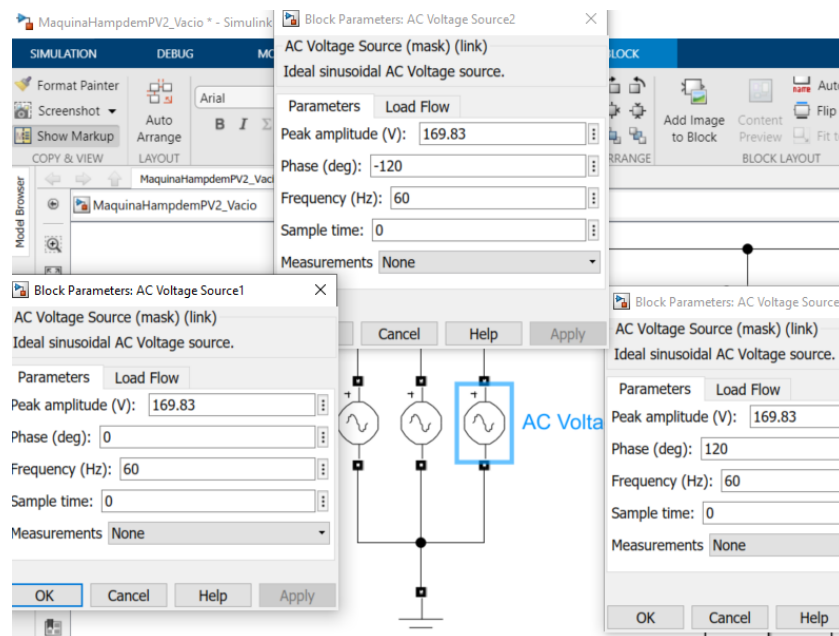 MaquinaHampdemPV2_Vacio * - Simulink
SIMULATION
DEBUG
BLOCK
Format Painter
Screenshot
Show Markup
COPY & VIEW
Auto
Arrange
LAYOUT
Arial
B I Σ
Add Image
to Block
Content
Preview
name
Flip
BLOCK LAYOUT
Model Browser
MaquinaHampdemPV2_Vaci
MaquinaHampdemPV2_Vacio
Block Parameters: AC Voltage Source2
AC Voltage Source (mask) (link)
Ideal sinusoidal AC Voltage source.
Parameters
Load Flow
Peak amplitude (V): 169.83
Phase (deg): -120
Frequency (Hz): 60
Sample time: 0
Measurements None
Cancel
Help
Apply
Block Parameters: AC Voltage Source1
AC Voltage Source (mask) (link)
Ideal sinusoidal AC Voltage source.
Parameters
Load Flow
Peak amplitude (V): 169.83
Phase (deg): 0
Frequency (Hz): 60
Sample time: 0
Measurements None
OK
Cancel
Help
Apply
AC Volta
Block Parameters: AC Voltage Source
AC Voltage Source (mask) (link)
Ideal sinusoidal AC Voltage source.
Parameters
Load Flow
Peak amplitude (V): 169.83
Phase (deg): 120
Frequency (Hz): 60
Sample time: 0
Measurements None
OK
Cancel
Help